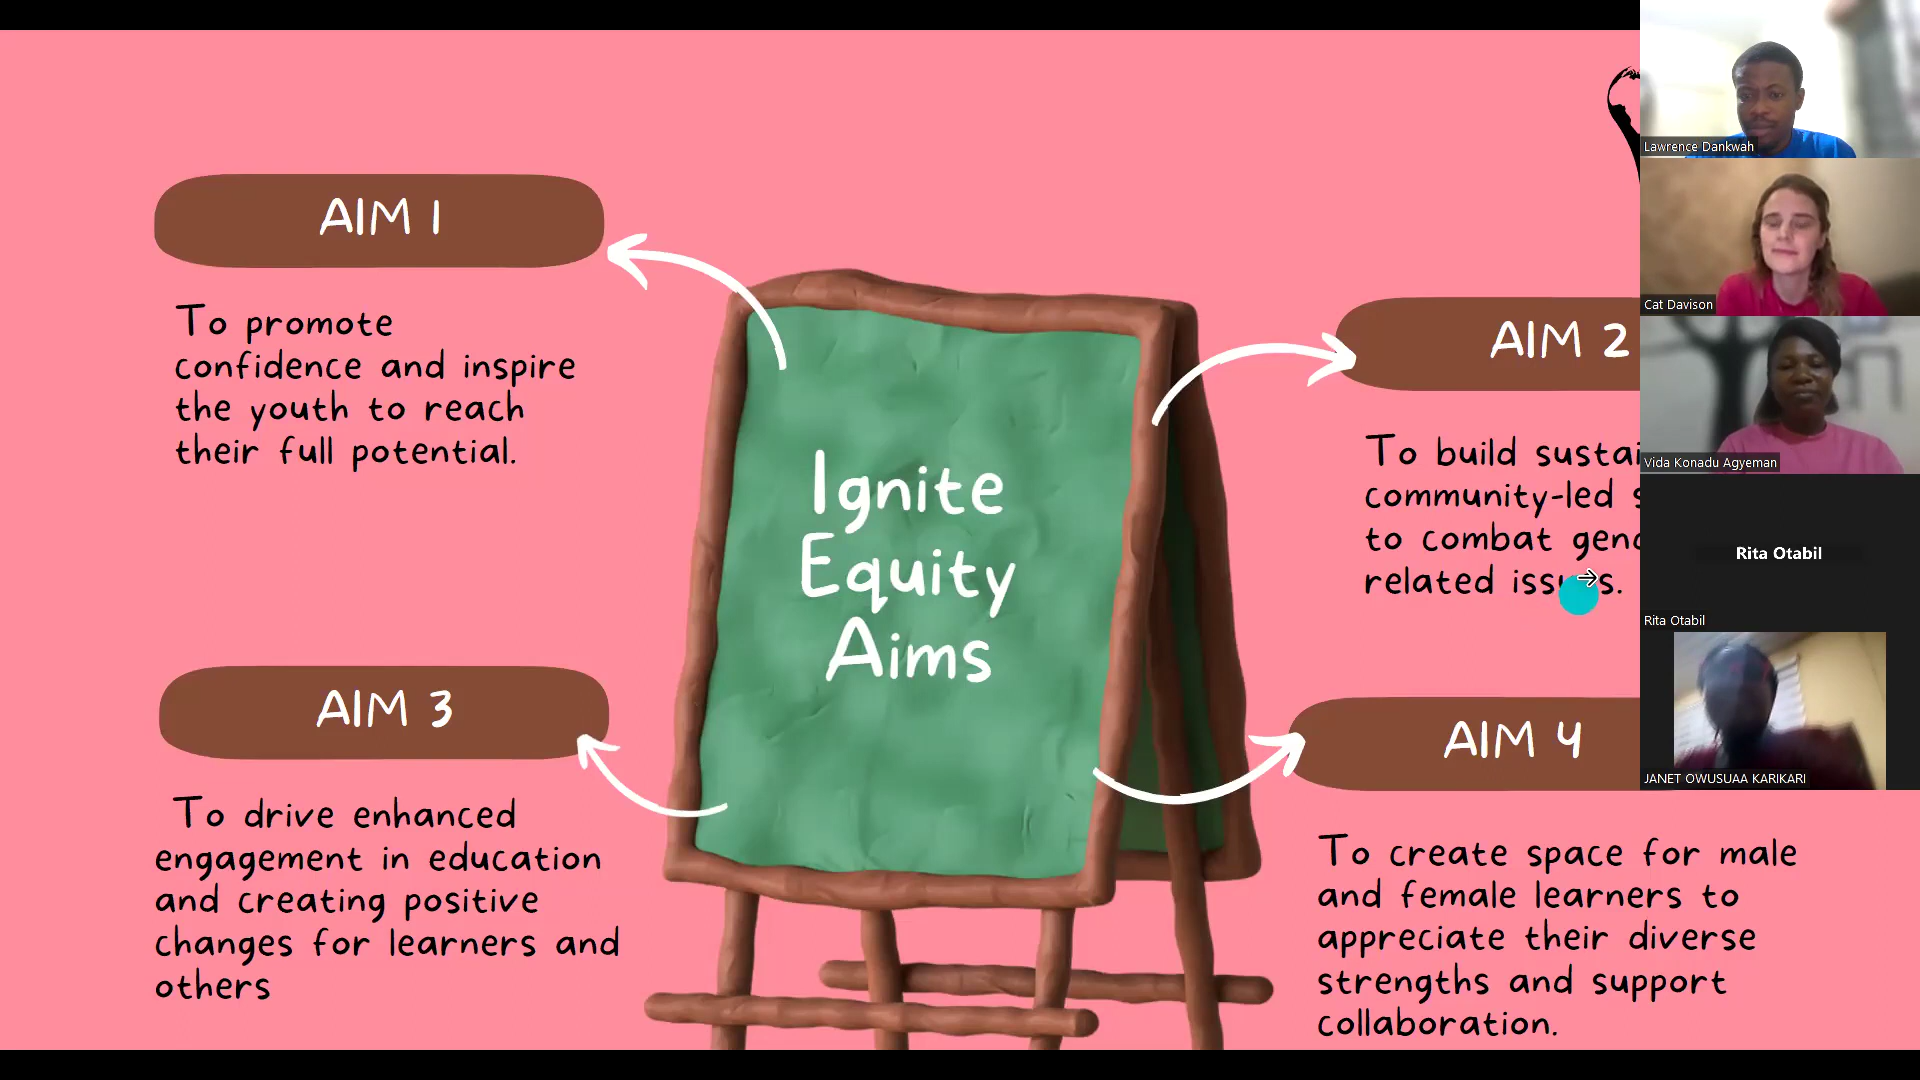 AIM 1
To promote
confidence and inspire
the youth to reach
their full potential.
Ignite
Equity
Aims
AIM 2
To build
community-led
to combat
related issues.
AIM 3
To drive enhanced
engagement in education
and creating positive
changes for learners and
others
AIM 4
To create space for male
and female learners to
appreciate their diverse
strengths and support
collaboration.
Lawrence Dankwah
Cat Davison
Vida Konadu Agyeman
Rita Otabil
Rita Otabil
JANET OWUSUAA KARIKARI